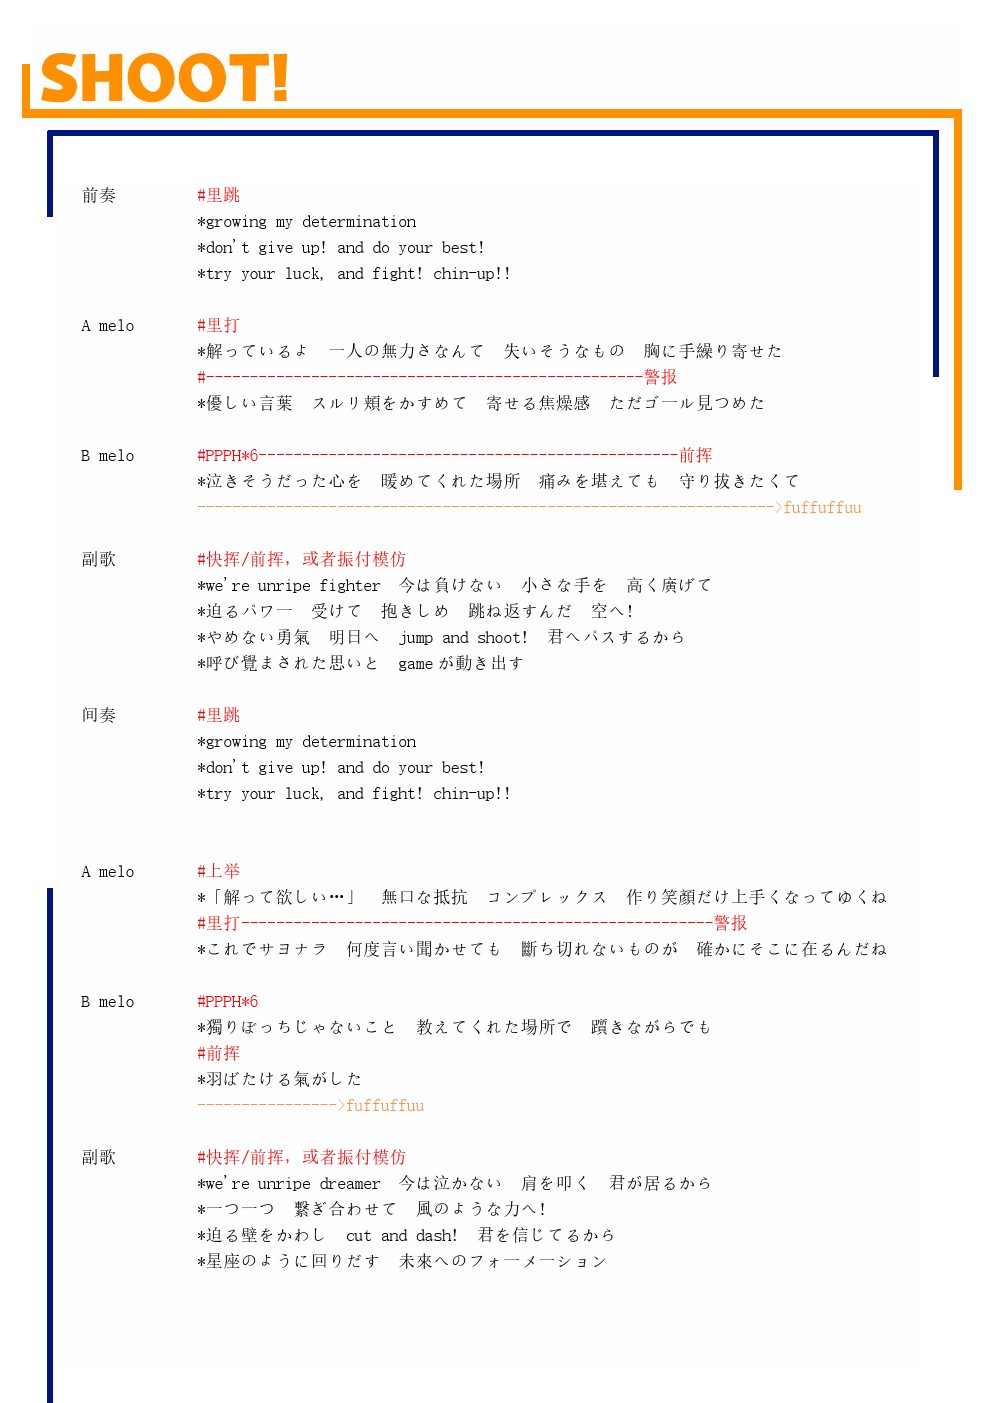 SHOOT!
前奏 #里跳
*growing my determination
*don't give up! and do your best!
*try your luck, and fight! chin-up!!
A melo #里打
*解っているよ　一人の無力さなんて　失いそうなもの　胸に手繰り寄せた
#--------------------------------------------------警报
*優しい言葉　スルリ頬をかすめて　寄せる焦燥感　ただゴール見つめた
B melo #PPPH*6------------------------------------------------前挥
*泣きそうだった心を　暖めてくれた場所　痛みを堪えても　守り抜きたくて
------------------------------------------------------------------>fuffuffuu
副歌 #快挥/前挥, 或者振付模仿
*we're unripe fighter　今は負けない　小さな手を　高く廣げて
*迫るパワー　受けて　抱きしめ　跳ね返すんだ　空へ!
*やめない勇氣　明日へ　jump and shoot!　君へパスするから
*呼び覺まされた思いと　game が動き出す
间奏 #里跳
*growing my determination
*don't give up! and do your best!
*try your luck, and fight! chin-up!!
A melo #上举
*「解って欲しい…」　無口な抵抗　コンプレックス　作り笑顔だけ上手くなってゆくね
#里打------------------------------------------------------警报
*これでサヨナラ　何度言い聞かせても　斷ち切れないものが　確かにそこに在るんだね
B melo #PPPH*6
*獨りぼっちじゃないこと　教えてくれた場所で　躓きながらでも
#前挥
*羽ばたける氣がした
---------------->fuffuffuu
副歌 #快挥/前挥, 或者振付模仿
*we're unripe dreamer　今は泣かない　肩を叩く　君が居るから
*一つ一つ　繋ぎ合わせて　風のような力へ!
*迫る壁をかわし　cut and dash!　君を信じてるから
*星座のように回りだす　未來へのフォーメーション